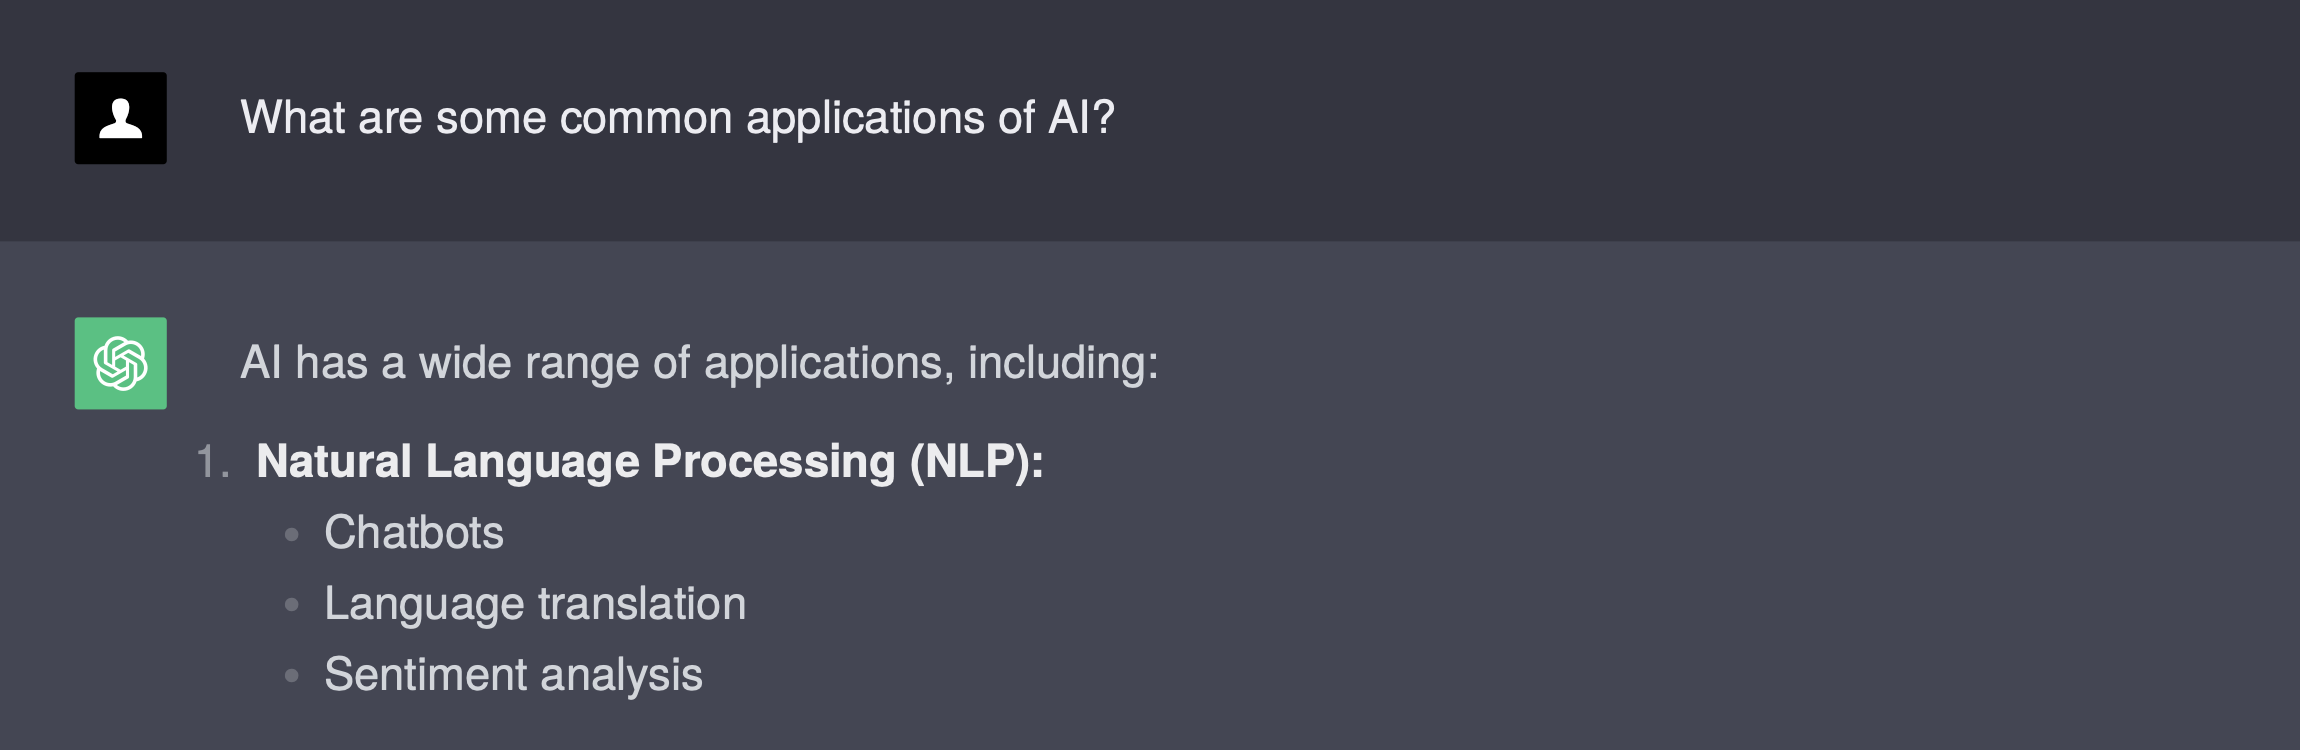 What are some common applications of AI?
AI has a wide range of applications, including:
1. Natural Language Processing (NLP):
• Chatbots
• Language translation
• Sentiment analysis